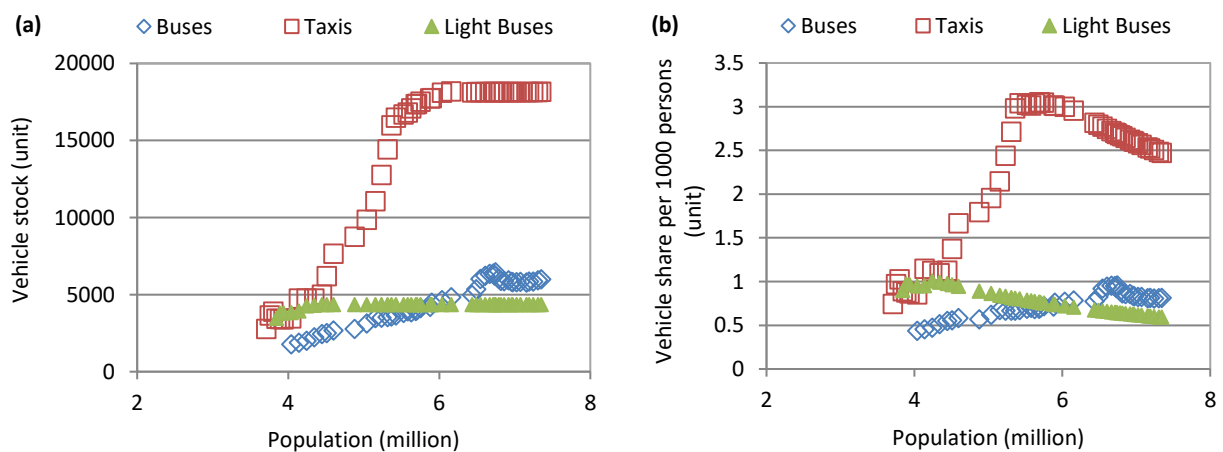 (a)
Buses
Taxis
Light Buses
20000
15000
10000
5000
0
Vehicle stock (unit)
2
4
6
8
Population (million)
(b)
Buses
Taxis
Light Buses
3.5
3
2.5
2
1.5
1
0.5
0
Vehicle share per 1000 persons
(unit)
2
4
6
8
Population (million)